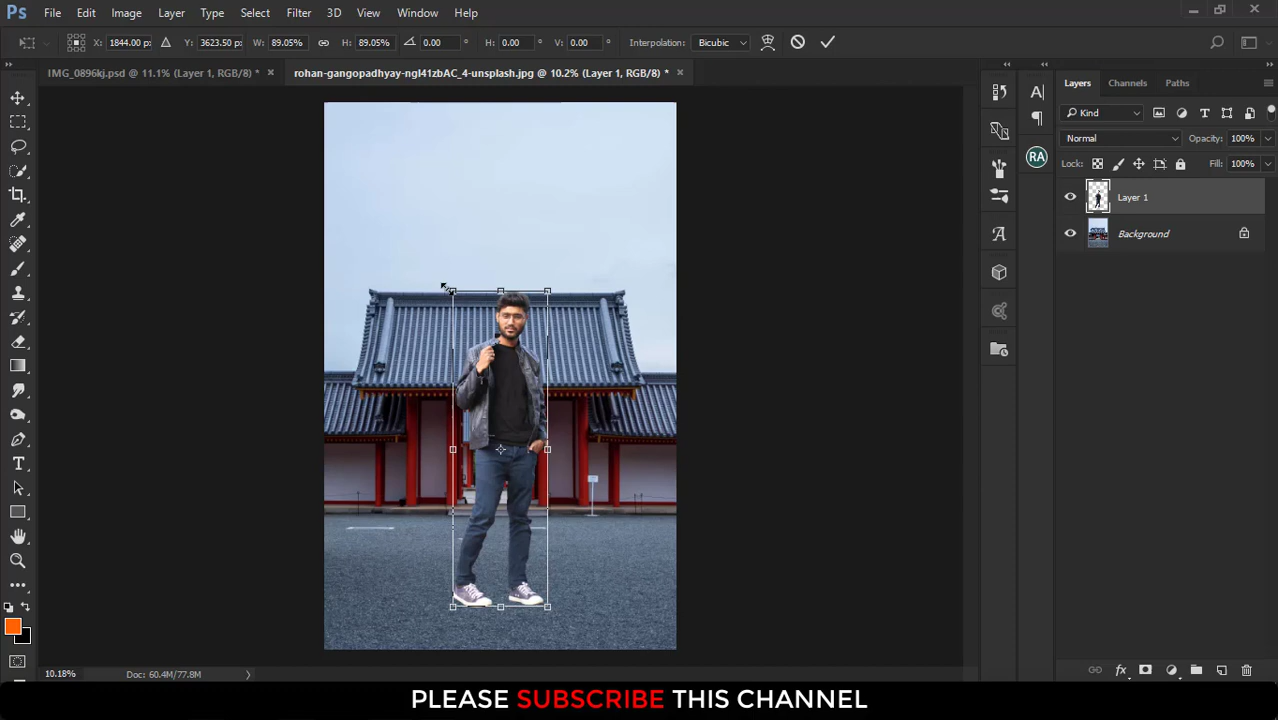 Ps File Edit Image Layer Type Select Filter 3D View Window Help
X: 1844.00 px Y: 3623.50 px W: 89.05% H: 89.05% 0.00 ° H: 0.00 ° V: 0.00 ° Interpolation: Bicubic
IMG_0896kj.psd @ 11.1% (Layer 1, RGB/8) * rohan-gangopadhyay-ngI41zbAC_4-unsplash.jpg @ 10.2% (Layer 1, RGB/8) *
Layers Channels Paths
Kind
Normal Opacity: 100%
Lock: Fill: 100%
RA
Layer 1
Background
10.18% Doc: 60.4M/77.8M
PLEASE SUBSCRIBE THIS CHANNEL